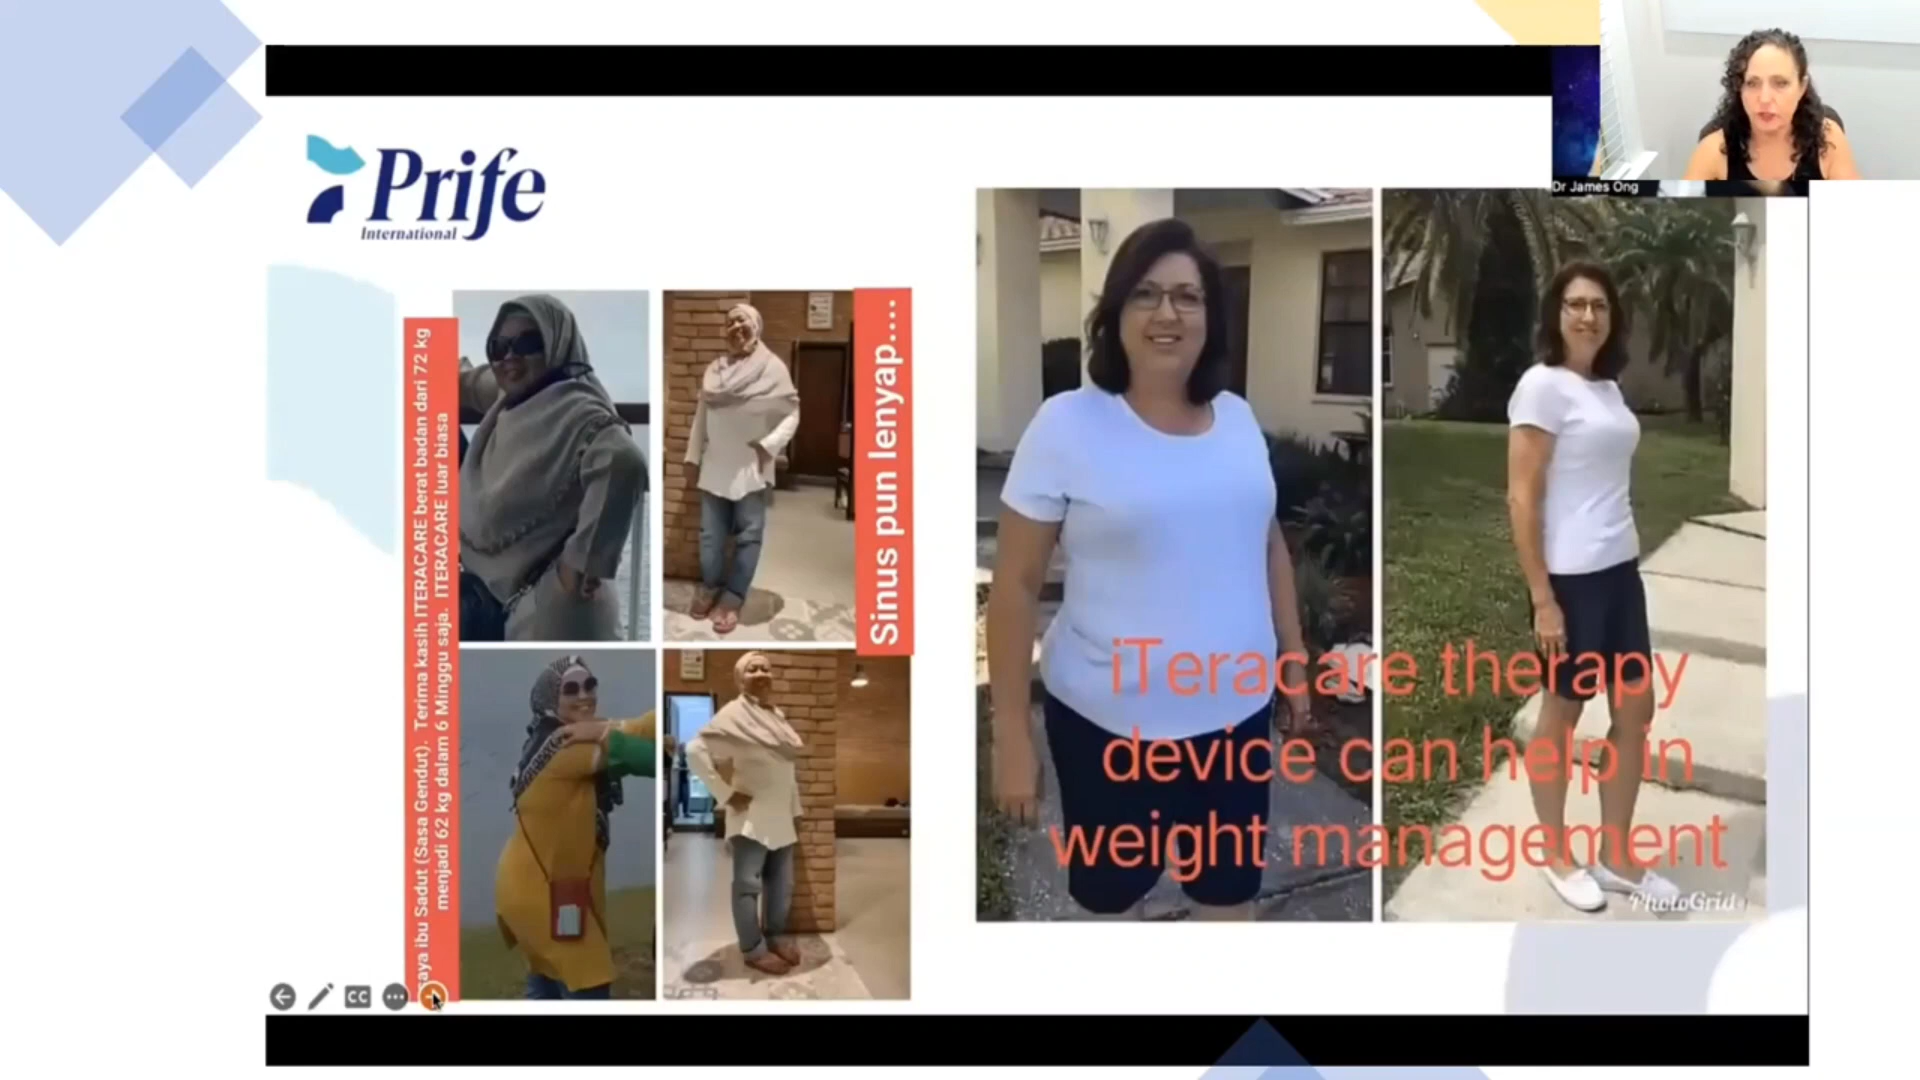 Dr James Ong
Prife
International
Saya ibu Sadut (Sasa Gendut). Terima kasih ITERACARE berat badan dari 72 kg
menjadi 62 kg dalam 6 Minggu saja. ITERACARE luar biasa
Sinus pun lenyap....
iTeracare therapy
device can help in
weight management
PhotoGrid
CC